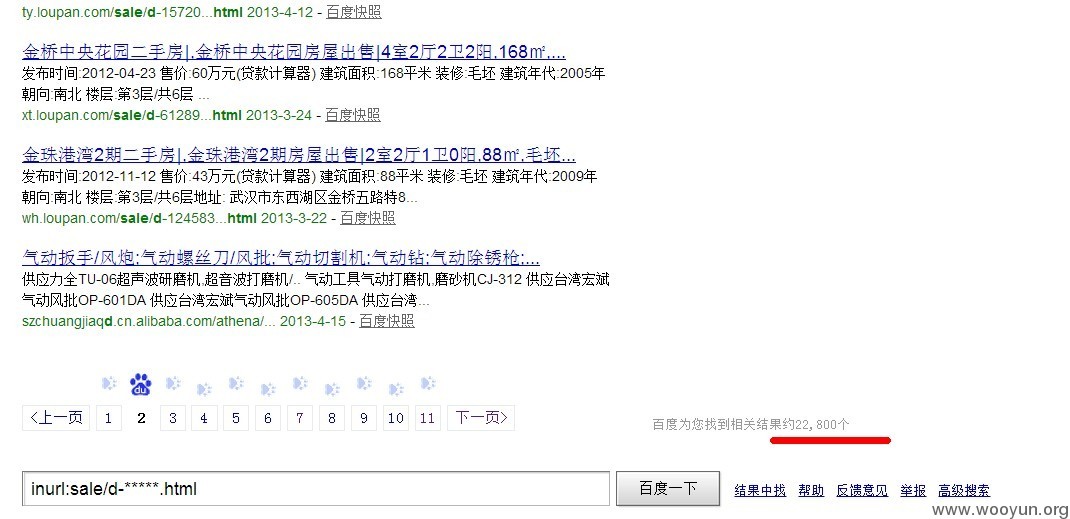 ty.loupan.com/sale/d-15720...html 2013-4-12 - 百度快照
金桥中央花园二手房|,金桥中央花园房屋出售|4室2厅2卫2阳,168㎡,...
发布时间:2012-04-23 售价:60万元(贷款计算器) 建筑面积:168平米 装修:毛坯 建筑年代:2005年
朝向:南北 楼层:第3层/共6层 ...
xt.loupan.com/sale/d-61289...html 2013-3-24 - 百度快照
金珠港湾2期二手房|,金珠港湾2期房屋出售|2室2厅1卫0阳,88㎡,毛坯...
发布时间:2012-11-12 售价:43万元(贷款计算器) 建筑面积:88平米 装修:毛坯 建筑年代:2009年
朝向:南北 楼层:第3层/共6层地址: 武汉市东西湖区金桥五路特8...
wh.loupan.com/sale/d-124583...html 2013-3-22 - 百度快照
气动扳手/风炮;气动螺丝刀/风批;气动切割机;气动钻;气动除锈枪;...
供应力全TU-06超声波研磨机,超音波打磨机/.. 气动工具气动打磨机,磨砂机CJ-312 供应台湾宏斌
气动风批OP-601DA 供应台湾宏斌气动风批OP-605DA 供应台湾...
szchuangjiaqd.cn.alibaba.com/athena/... 2013-4-15 - 百度快照
du
<上一页 1 2 3 4 5 6 7 8 9 10 11 下一页>
百度为您找到相关结果约22,800个
inurl:sale/d-*****.html 百度一下 结果中找 帮助 反馈意见 举报 高级搜索
www.wooyun.org